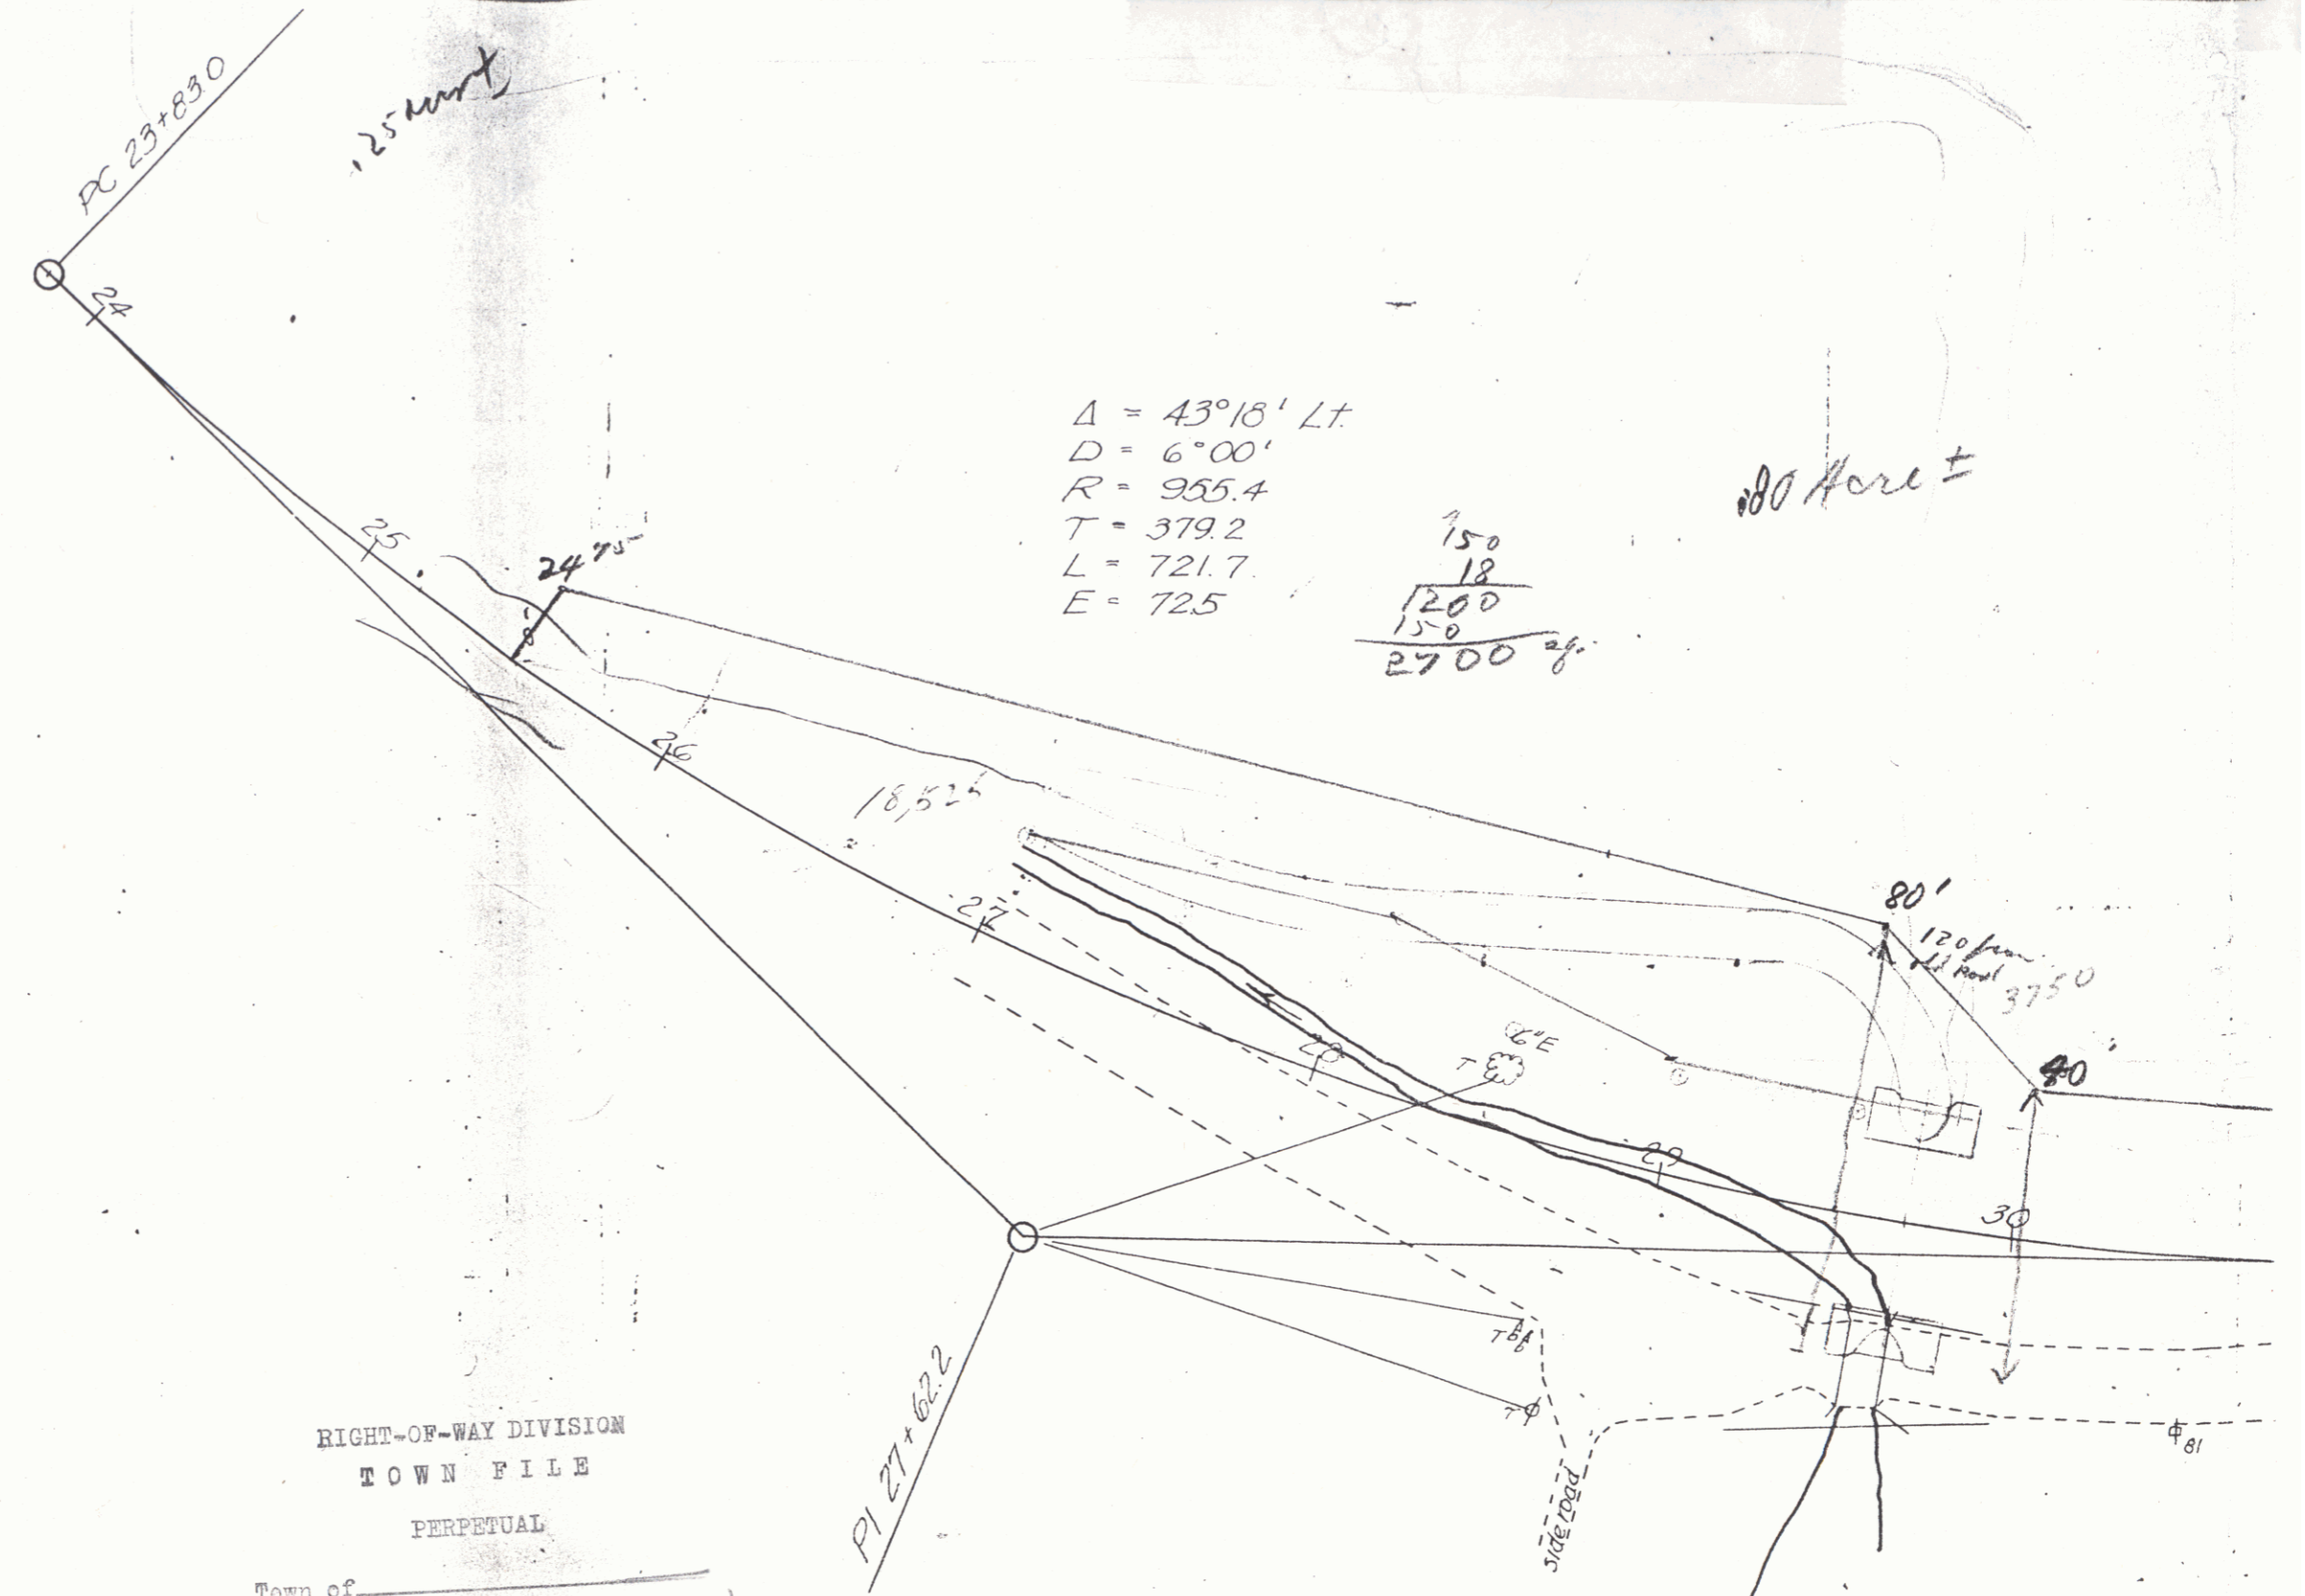 PC 23+83.0
24
25
24 75
18'
26
Δ = 43°18' Lt.
D = 6°00'
R = 955.4
T = 379.2
L = 721.7
E = 72.5
150
18
1200
150
2700
.80 Acre ±
18,525
27
28
6"E
T
29
80'
120 from
old Road
3750
40'
30
T
T
81
side road
PI 27+62.2
RIGHT-OF-WAY DIVISION
TOWN FILE
PERPETUAL
Town of